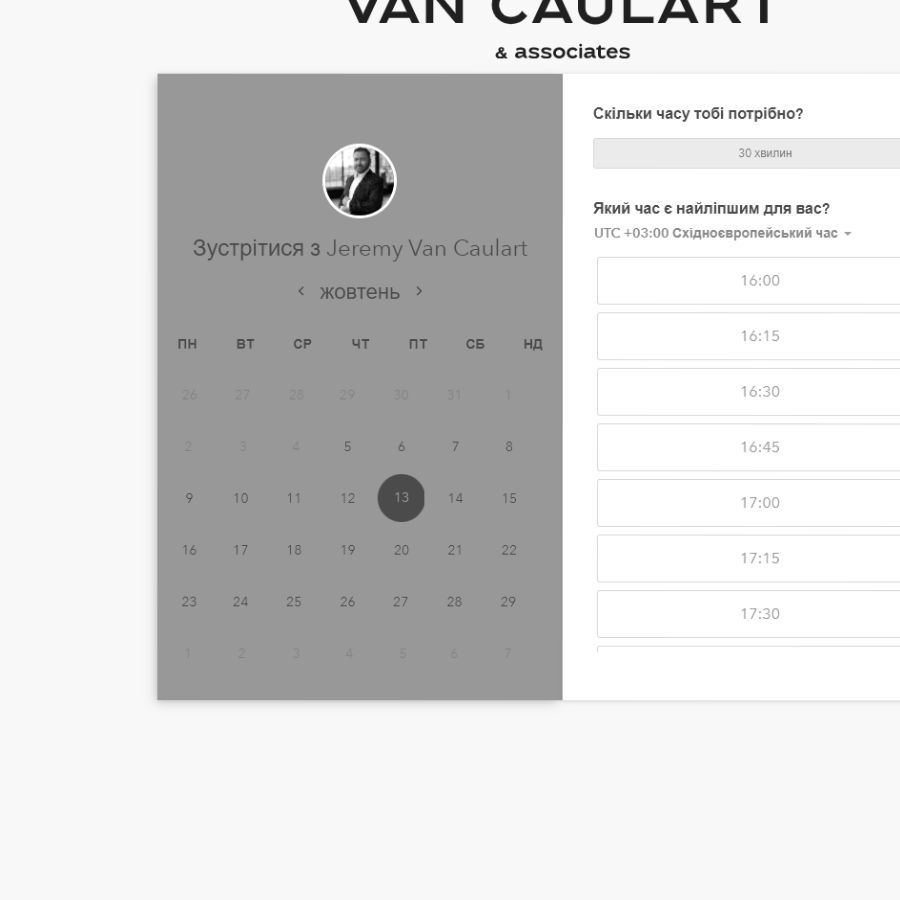 VAN CAULART
& associates
Зустрітися з Jeremy Van Caulart
жовтень
ПН ВТ СР ЧТ ПТ СБ НД
26 27 28 29 30 31 1
2 3 4 5 6 7 8
9 10 11 12 13 14 15
16 17 18 19 20 21 22
23 24 25 26 27 28 29
1 2 3 4 5 6 7
Скільки часу тобі потрібно?
30 хвилин
Який час є найліпшим для вас?
UTC +03:00 Східноєвропейський час
16:00
16:15
16:30
16:45
17:00
17:15
17:30